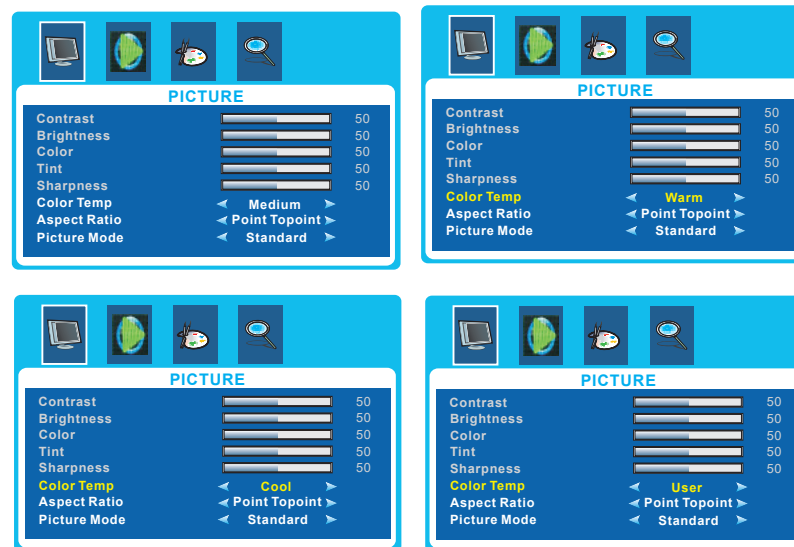 PICTURE
Contrast 50
Brightness 50
Color 50
Tint 50
Sharpness 50
Color Temp Medium
Aspect Ratio Point Topoint
Picture Mode Standard
PICTURE
Contrast 50
Brightness 50
Color 50
Tint 50
Sharpness 50
Color Temp Warm
Aspect Ratio Point Topoint
Picture Mode Standard
PICTURE
Contrast 50
Brightness 50
Color 50
Tint 50
Sharpness 50
Color Temp Cool
Aspect Ratio Point Topoint
Picture Mode Standard
PICTURE
Contrast 50
Brightness 50
Color 50
Tint 50
Sharpness 50
Color Temp User
Aspect Ratio Point Topoint
Picture Mode Standard